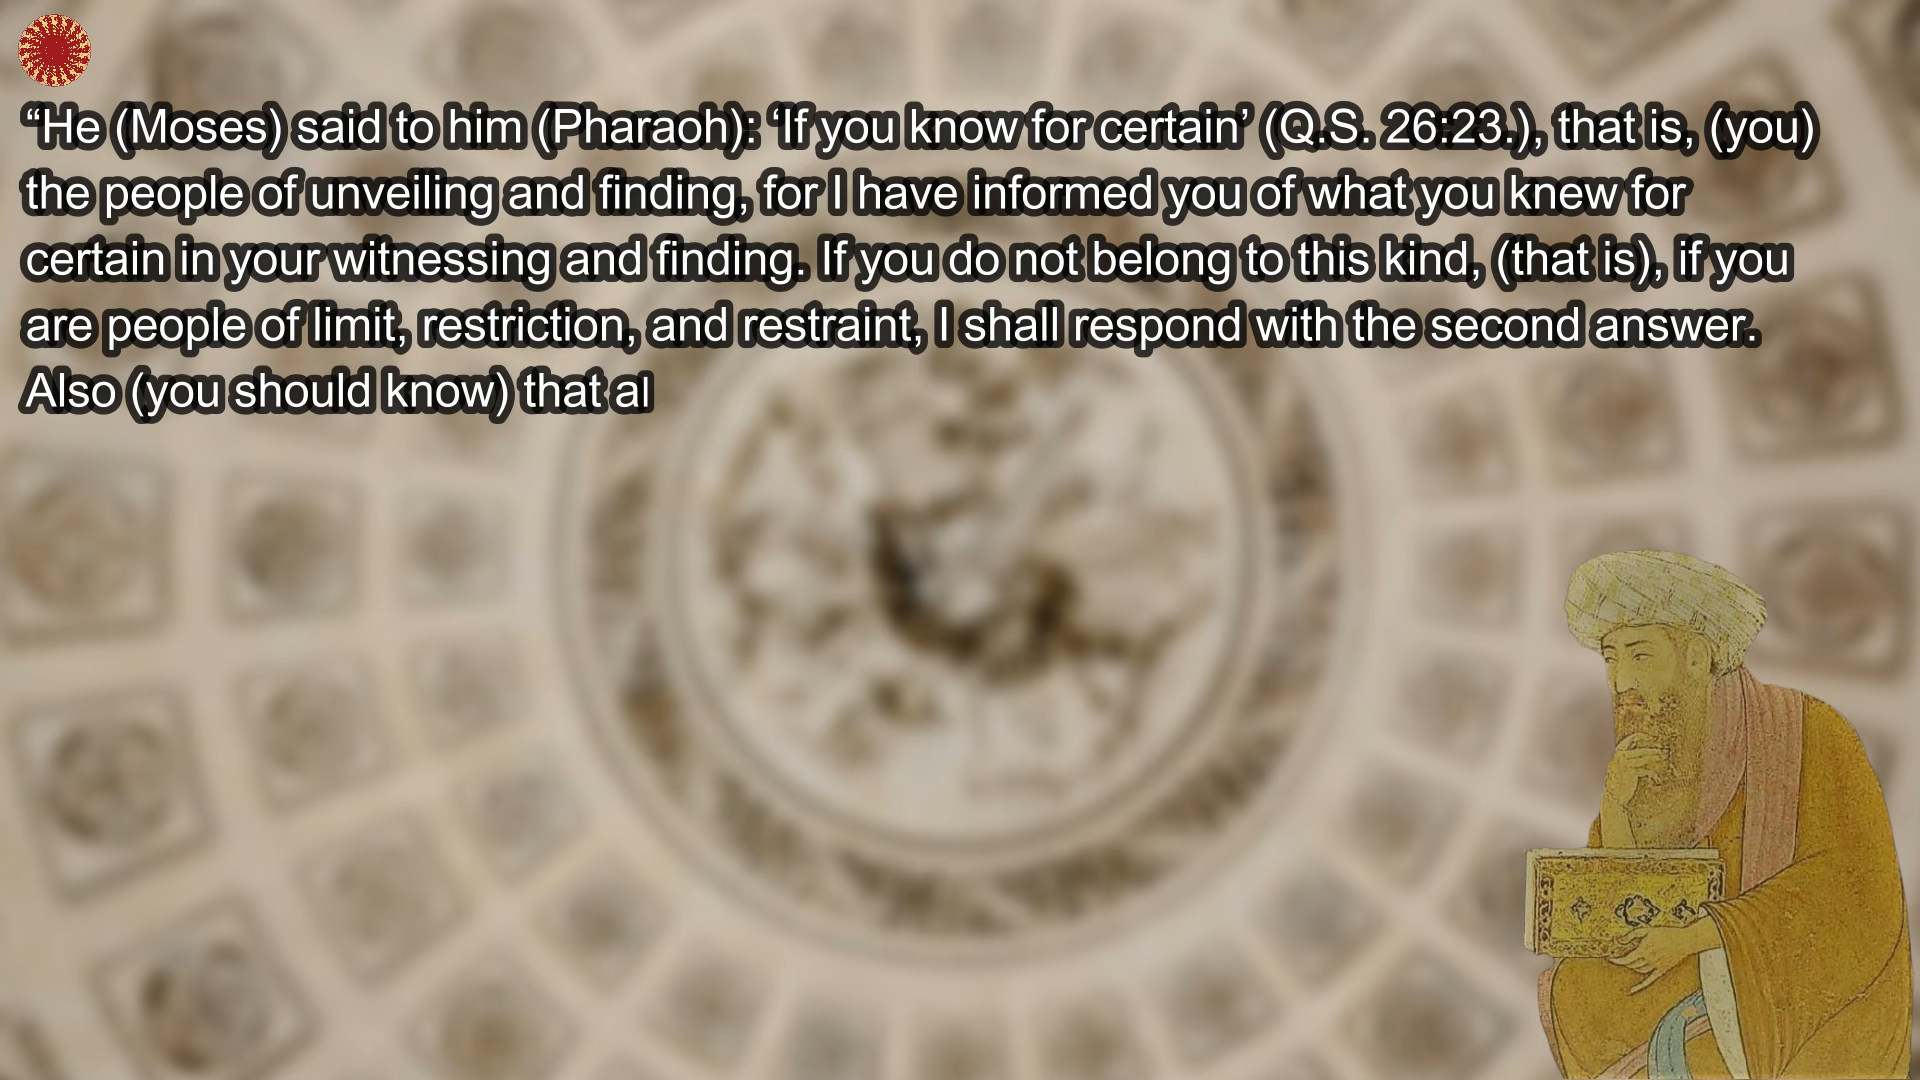 “He (Moses) said to him (Pharaoh): ‘If you know for certain’ (Q.S. 26:23.), that is, (you)
the people of unveiling and finding, for I have informed you of what you knew for
certain in your witnessing and finding. If you do not belong to this kind, (that is), if you
are people of limit, restriction, and restraint, I shall respond with the second answer.
Also (you should know) that al